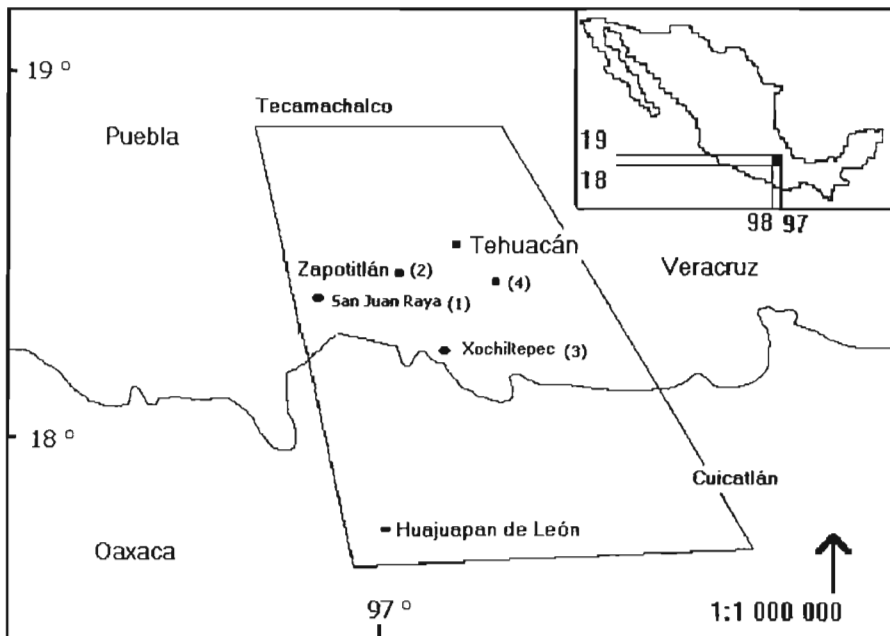 19 °
Tecamachalco
Puebla
19
18
98 97
Tehuacán
Zapotitlán (2)
(4)
Veracruz
San Juan Raya (1)
Xochiltepec (3)
18 °
Cuicatlán
Huajuapan de León
Oaxaca
97 °
1:1 000 000